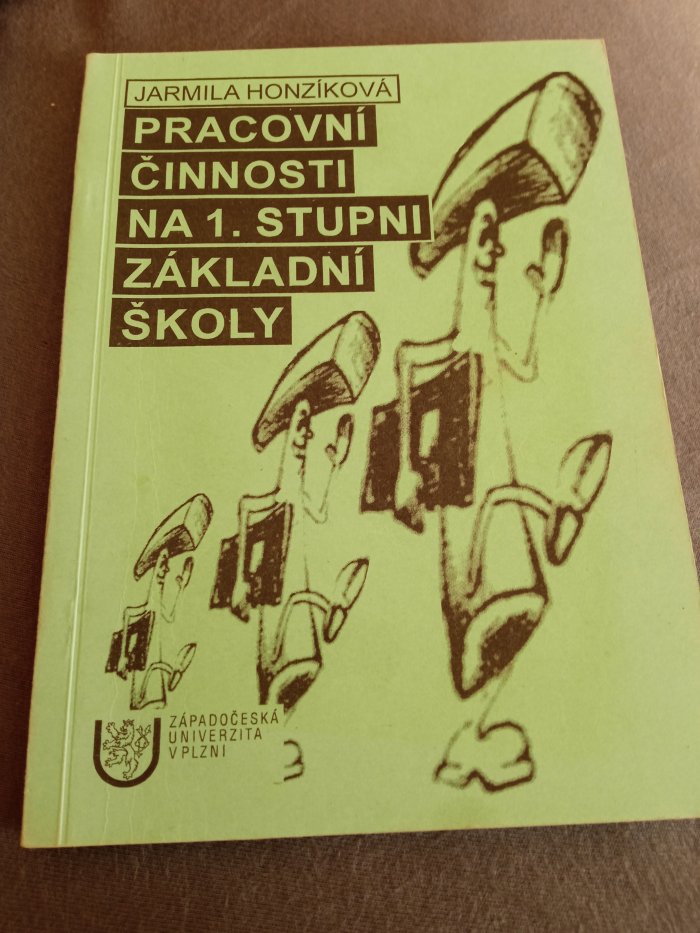 JARMILA HONZÍKOVÁ
PRACOVNÍ
ČINNOSTI
NA 1. STUPNI
ZÁKLADNÍ
ŠKOLY
ZÁPADOČESKÁ
UNIVERZITA
V PLZNI